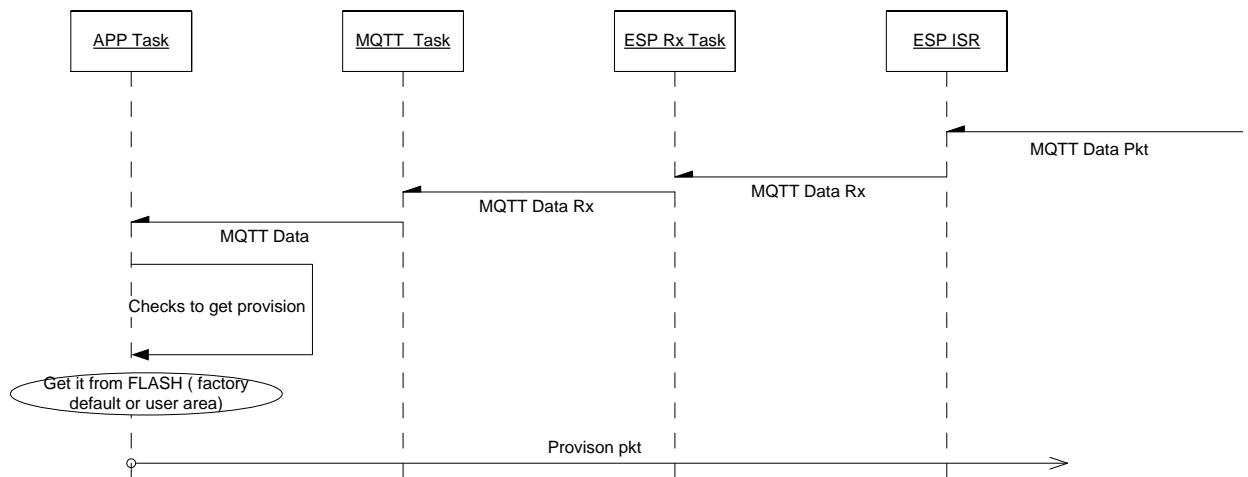 APP Task
MQTT Task
ESP Rx Task
ESP ISR
MQTT Data Pkt
MQTT Data Rx
MQTT Data Rx
MQTT Data
Checks to get provision
Get it from FLASH ( factory
default or user area)
Provison pkt